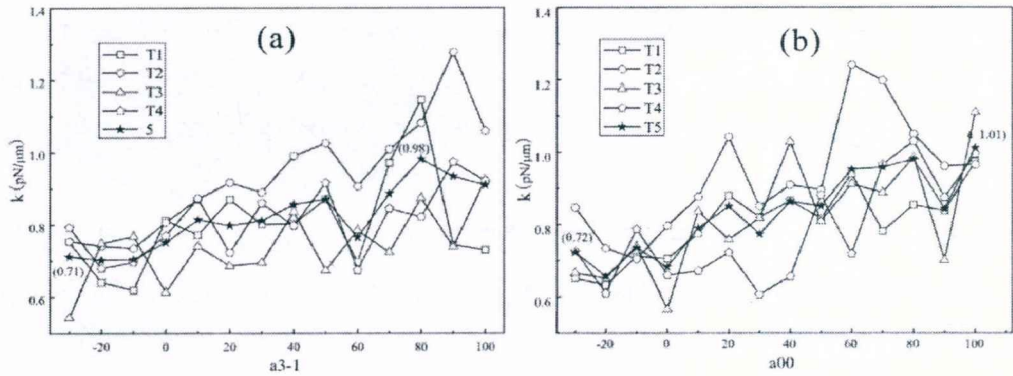 (a)
1.4
1.2
1.0
0.8
0.6
k (pN/μm)
T1
T2
T3
T4
5
(0.71)
(0.98)
-20 0 20 40 60 80 100
a3-1
(b)
1.4
1.2
1.0
0.8
0.6
k (pN/μm)
T1
T2
T3
T4
T5
(0.72)
1.01)
-20 0 20 40 60 80 100
a00